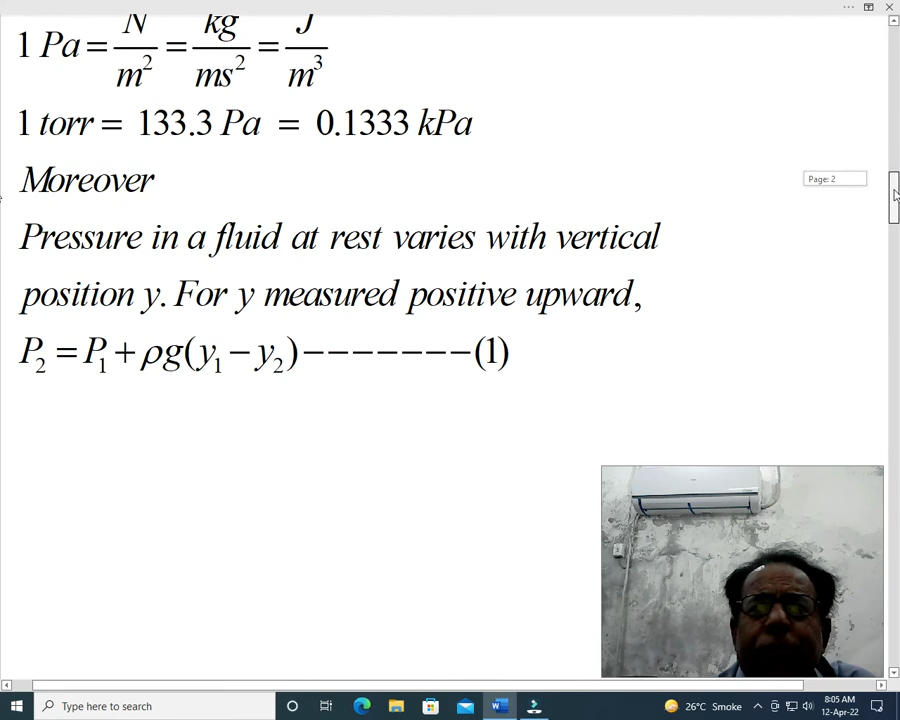 1 Pa = N/m² = kg/ms² = J/m³
1 torr = 133.3 Pa = 0.1333 kPa
Moreover
Page: 2
Pressure in a fluid at rest varies with vertical
position y. For y measured positive upward,
P₂ = P₁ + ρg(y₁ − y₂)−−−−−−−(1)
Type here to search
26°C Smoke
8:05 AM
12-Apr-22